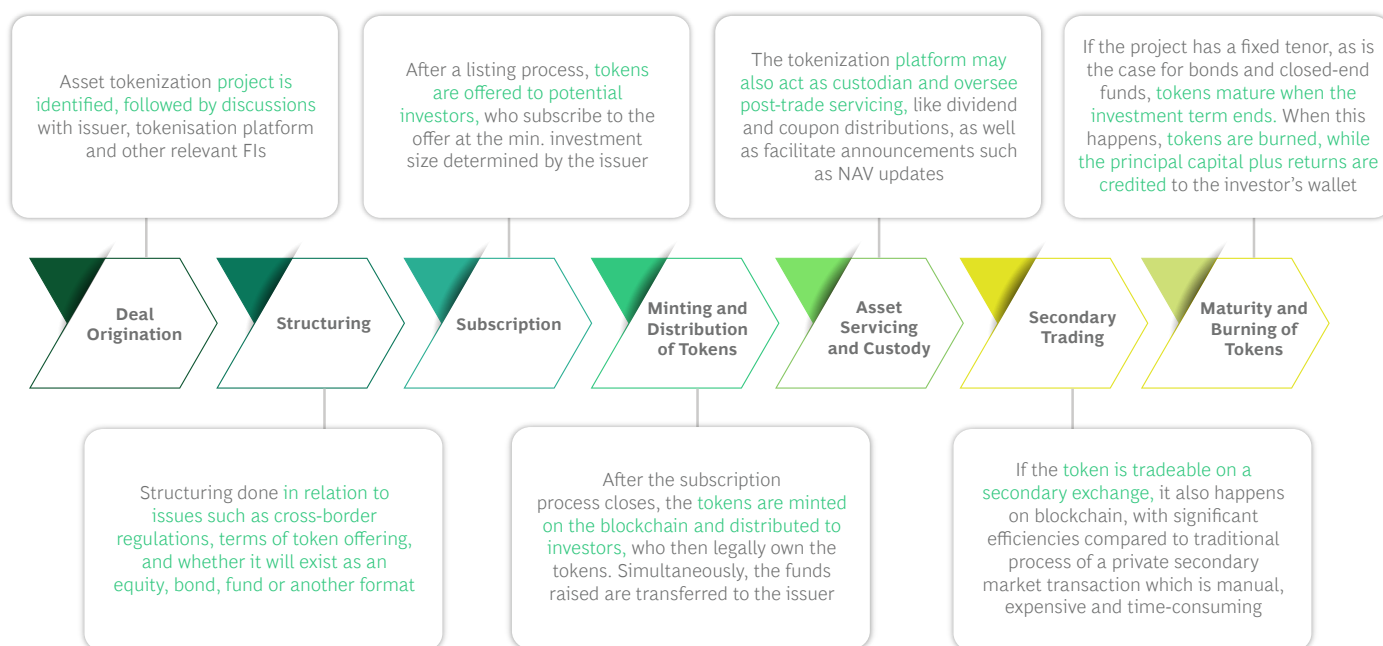 Asset tokenization project is
identified, followed by discussions
with issuer, tokenisation platform
and other relevant FIs
After a listing process, tokens
are offered to potential
investors, who subscribe to the
offer at the min. investment
size determined by the issuer
The tokenization platform may
also act as custodian and oversee
post-trade servicing, like dividend
and coupon distributions, as well
as facilitate announcements such
as NAV updates
If the project has a fixed tenor, as is
the case for bonds and closed-end
funds, tokens mature when the
investment term ends. When this
happens, tokens are burned, while
the principal capital plus returns are
credited to the investor’s wallet
Deal
Origination
Structuring
Subscription
Minting and
Distribution
of Tokens
Asset
Servicing
and Custody
Secondary
Trading
Maturity and
Burning of
Tokens
Structuring done in relation to
issues such as cross-border
regulations, terms of token offering,
and whether it will exist as an
equity, bond, fund or another format
After the subscription
process closes, the tokens are minted
on the blockchain and distributed to
investors, who then legally own the
tokens. Simultaneously, the funds
raised are transferred to the issuer
If the token is tradeable on a
secondary exchange, it also happens
on blockchain, with significant
efficiencies compared to traditional
process of a private secondary
market transaction which is manual,
expensive and time-consuming